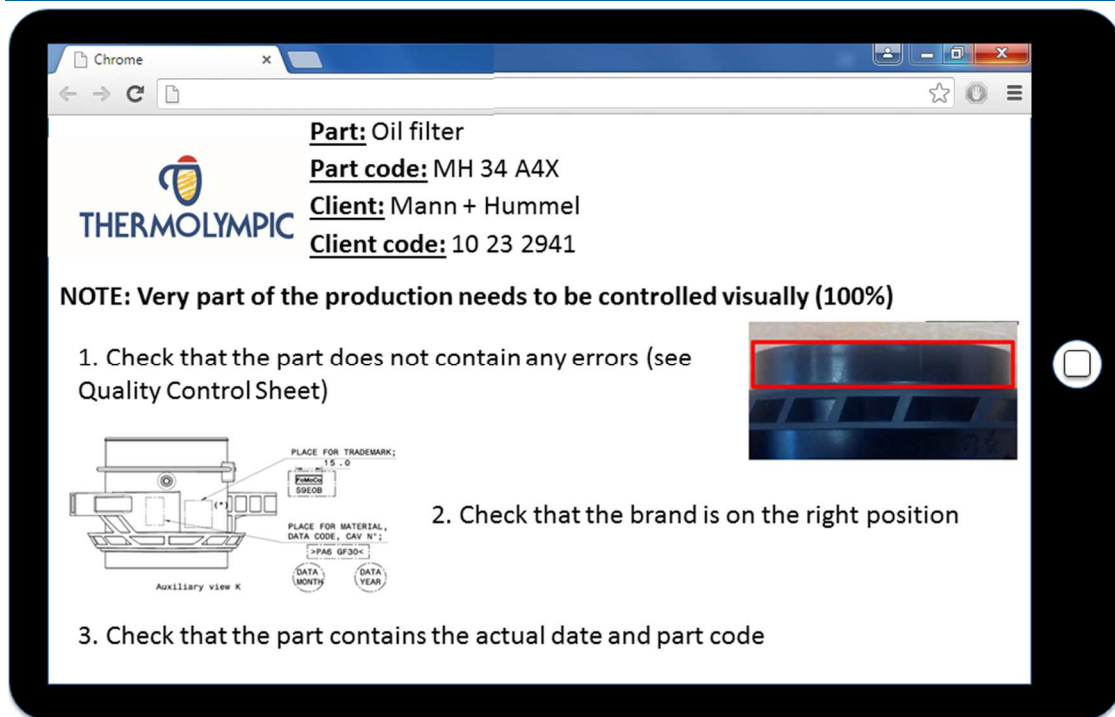 Chrome
Part: Oil filter
Part code: MH 34 A4X
Client: Mann + Hummel
Client code: 10 23 2941
THERMOLYMPIC
NOTE: Very part of the production needs to be controlled visually (100%)
1. Check that the part does not contain any errors (see
Quality Control Sheet)
PLACE FOR TRADEMARK;
15.0
FoMoCo
S9EOB
(*)
PLACE FOR MATERIAL,
DATA CODE, CAV N°;
>PA6 GF30<
DATA
MONTH
DATA
YEAR
Auxiliary view K
2. Check that the brand is on the right position
3. Check that the part contains the actual date and part code